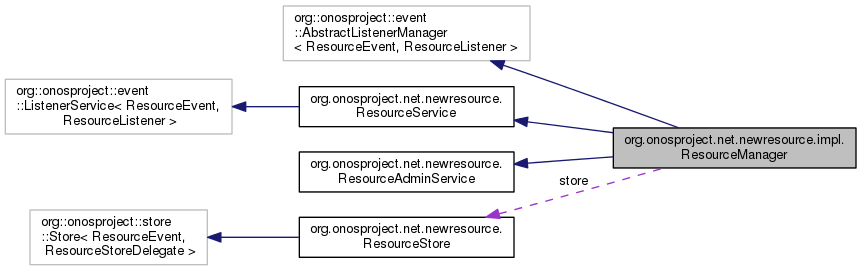 org::onosproject::event
::AbstractListenerManager
< ResourceEvent, ResourceListener >
org::onosproject::event
::ListenerService< ResourceEvent,
ResourceListener >
org.onosproject.net.newresource.
ResourceService
org.onosproject.net.newresource.impl.
ResourceManager
org.onosproject.net.newresource.
ResourceAdminService
store
org::onosproject::store
::Store< ResourceEvent,
ResourceStoreDelegate >
org.onosproject.net.newresource.
ResourceStore